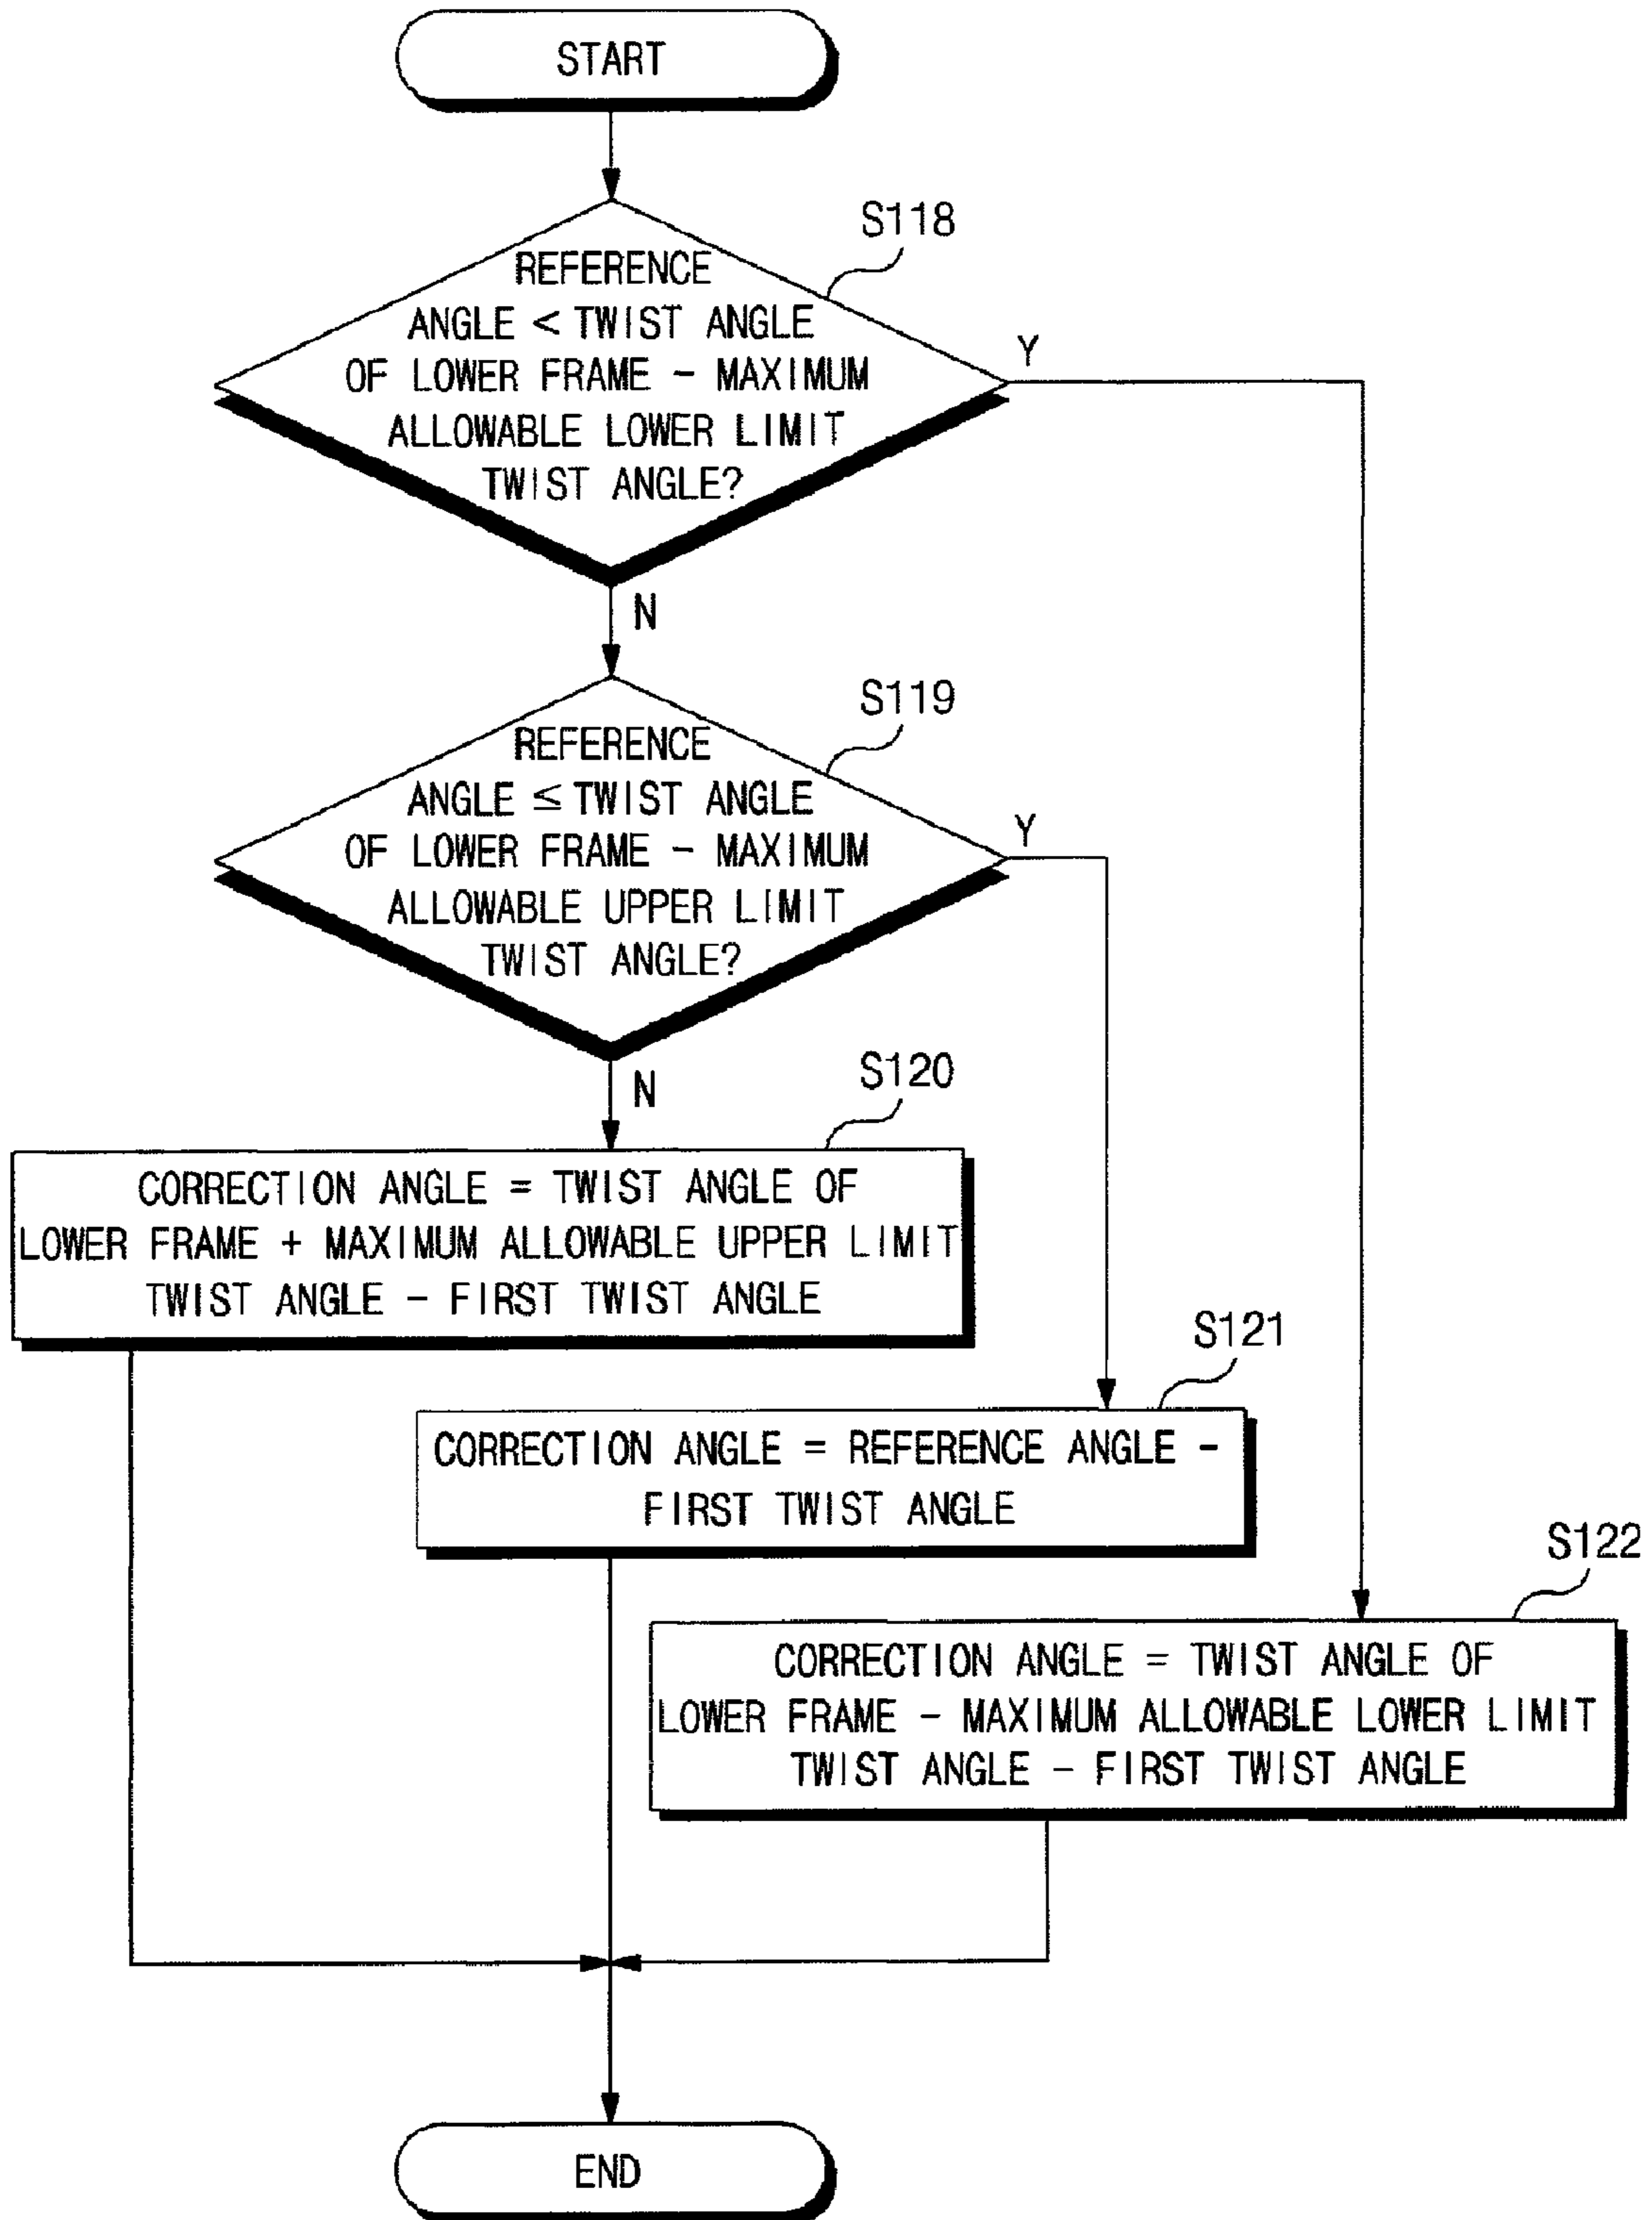 START
S118
REFERENCE
ANGLE < TWIST ANGLE
OF LOWER FRAME - MAXIMUM
ALLOWABLE LOWER LIMIT
TWIST ANGLE?
Y
N
S119
REFERENCE
ANGLE ≤ TWIST ANGLE
OF LOWER FRAME - MAXIMUM
ALLOWABLE UPPER LIMIT
TWIST ANGLE?
Y
N
S120
CORRECTION ANGLE = TWIST ANGLE OF
LOWER FRAME + MAXIMUM ALLOWABLE UPPER LIMIT
TWIST ANGLE - FIRST TWIST ANGLE
S121
CORRECTION ANGLE = REFERENCE ANGLE -
FIRST TWIST ANGLE
S122
CORRECTION ANGLE = TWIST ANGLE OF
LOWER FRAME - MAXIMUM ALLOWABLE LOWER LIMIT
TWIST ANGLE - FIRST TWIST ANGLE
END